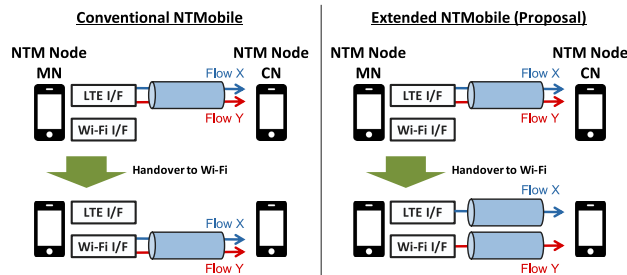 Conventional NTMobile
NTM Node
MN
NTM Node
CN
LTE I/F
Wi-Fi I/F
Flow X
Flow Y
Handover to Wi-Fi
LTE I/F
Wi-Fi I/F
Flow X
Flow Y
Extended NTMobile (Proposal)
NTM Node
MN
NTM Node
CN
LTE I/F
Wi-Fi I/F
Flow X
Flow Y
Handover to Wi-Fi
LTE I/F
Wi-Fi I/F
Flow X
Flow Y